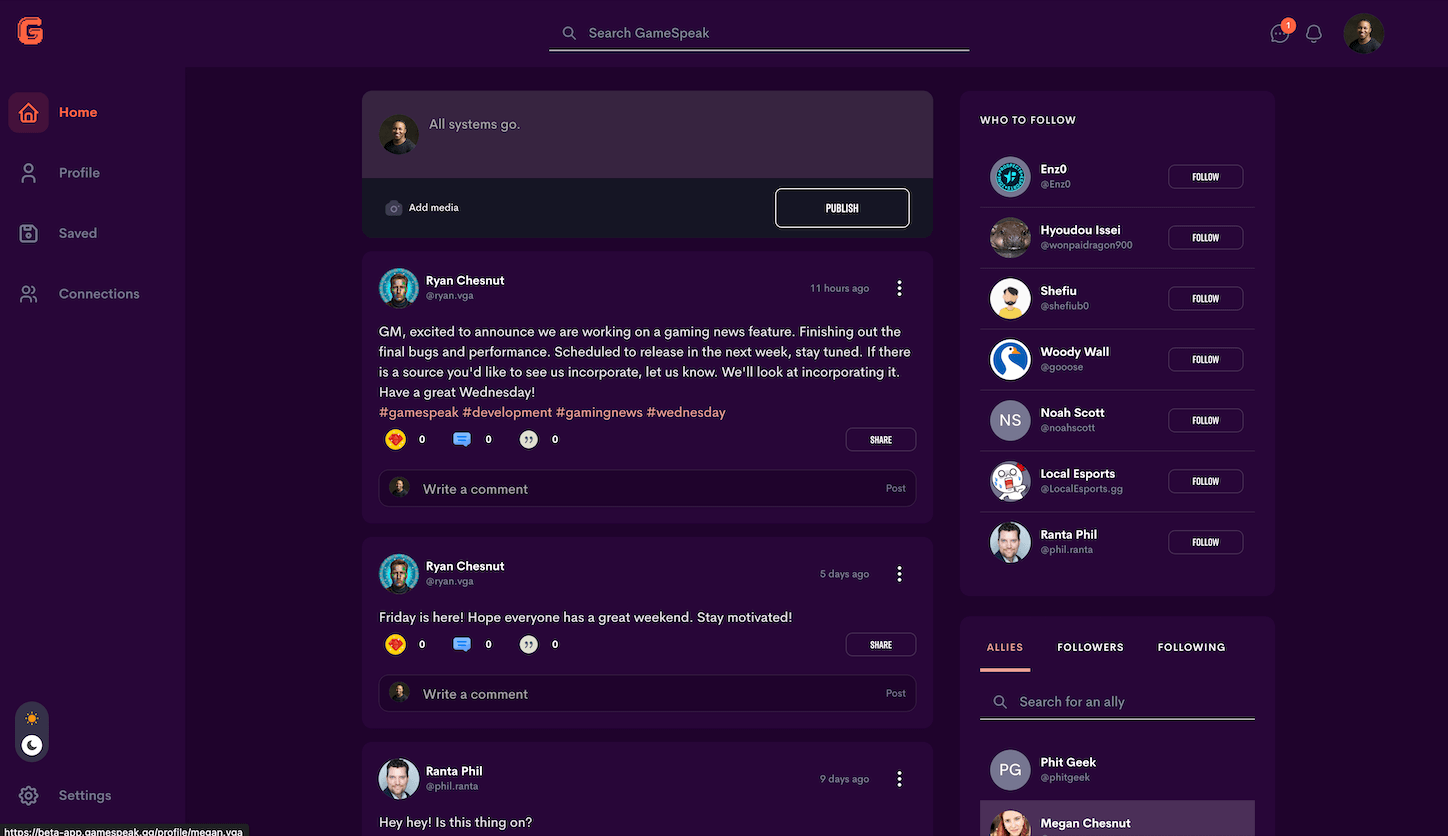 G
Search GameSpeak
1
Home
Profile
Saved
Connections
Settings
https://beta-app.gamespeak.gg/profile/megan.vga
All systems go.
Add media
PUBLISH
Ryan Chesnut
@ryan.vga
11 hours ago
GM, excited to announce we are working on a gaming news feature. Finishing out the
final bugs and performance. Scheduled to release in the next week, stay tuned. If there
is a source you'd like to see us incorporate, let us know. We'll look at incorporating it.
Have a great Wednesday!
#gamespeak #development #gamingnews #wednesday
0 0 0 SHARE
Write a comment Post
Ryan Chesnut
@ryan.vga
5 days ago
Friday is here! Hope everyone has a great weekend. Stay motivated!
0 0 0 SHARE
Write a comment Post
Ranta Phil
@phil.ranta
9 days ago
Hey hey! Is this thing on?
WHO TO FOLLOW
Enz0
@Enz0
FOLLOW
Hyoudou Issei
@wonpaidragon900
FOLLOW
Shefiu
@shefiub0
FOLLOW
Woody Wall
@gooose
FOLLOW
NS
Noah Scott
@noahscott
FOLLOW
Local Esports
@LocalEsports.gg
FOLLOW
Ranta Phil
@phil.ranta
FOLLOW
ALLIES FOLLOWERS FOLLOWING
Search for an ally
PG
Phit Geek
@phitgeek
Megan Chesnut